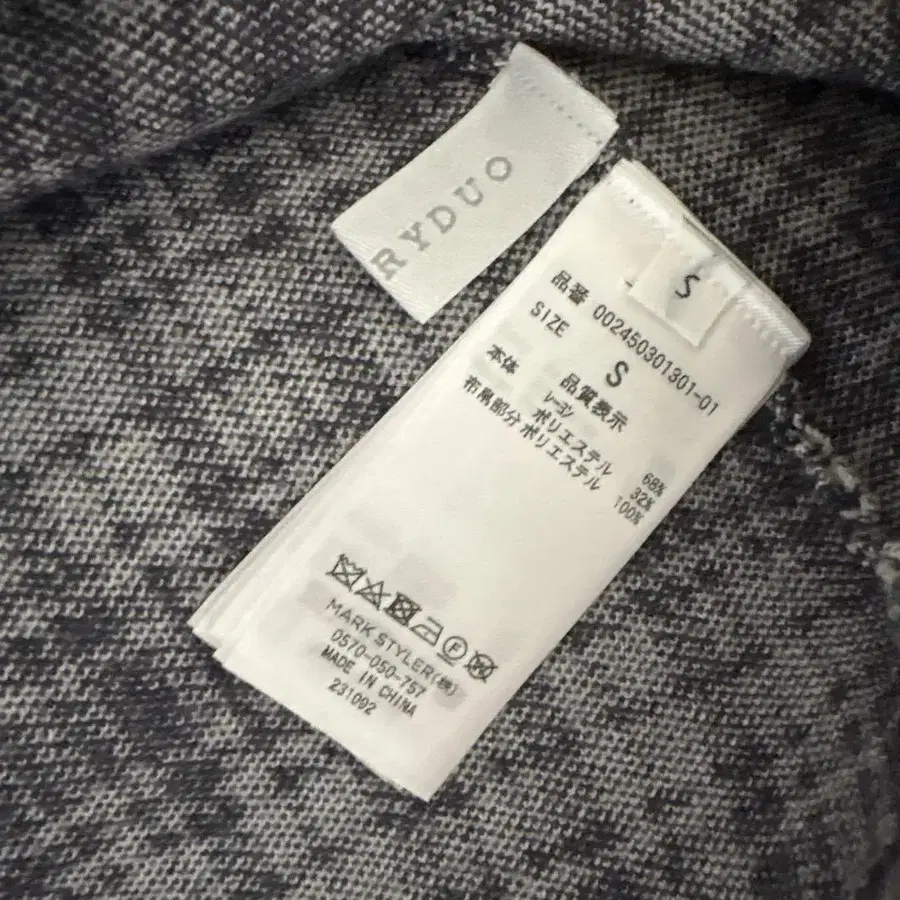 RYDUO
S
品番 002450301301-01
SIZE S
品質表示
本体 レーヨン 68%
ポリエステル 32%
布帛部分 ポリエステル 100%
F
MARK STYLER(株)
0570-050-757
MADE IN CHINA
231092